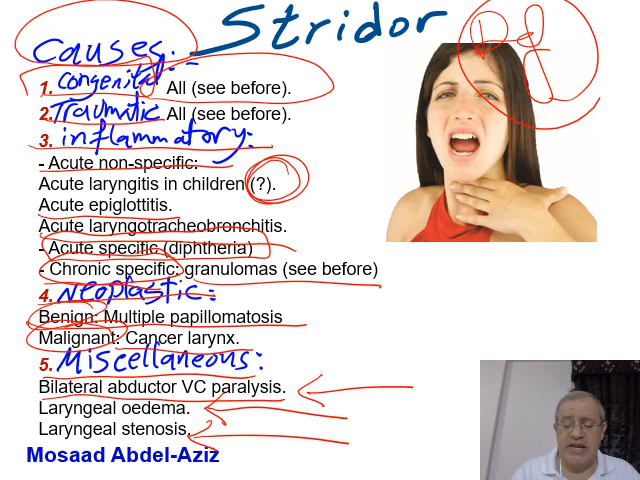 Stridor
Causes:
1. Congenital All (see before).
2. Traumatic All (see before).
3. inflammatory:
- Acute non-specific:
Acute laryngitis in children (?).
Acute epiglottitis.
Acute laryngotracheobronchitis.
- Acute specific (diphtheria)
- Chronic specific: granulomas (see before)
4. Neoplastic:
Benign: Multiple papillomatosis
Malignant: Cancer larynx.
5. Miscellaneous:
Bilateral abductor VC paralysis.
Laryngeal oedema.
Laryngeal stenosis.
Mosaad Abdel-Aziz